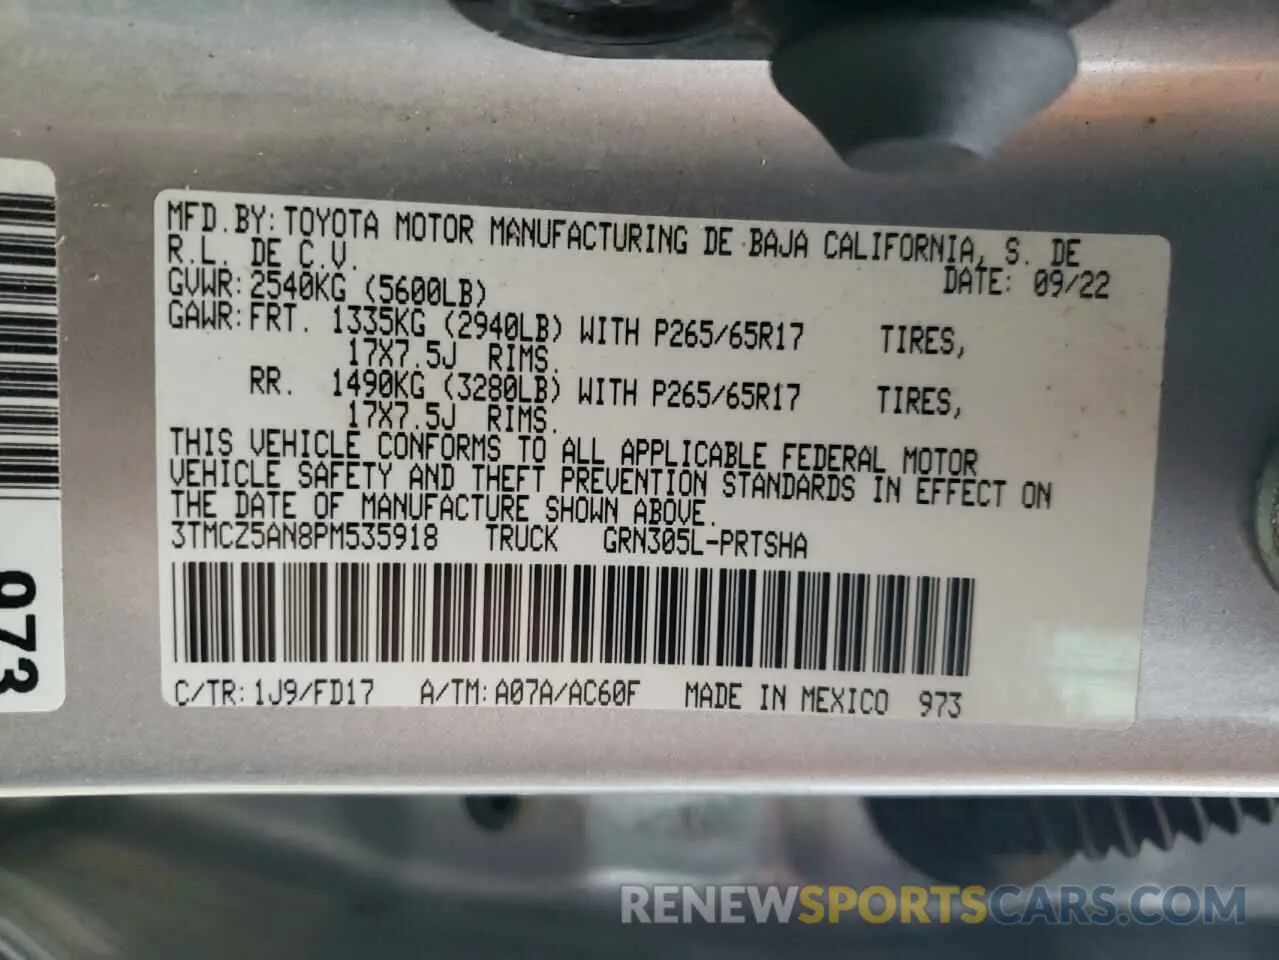 MFD.BY:TOYOTA MOTOR MANUFACTURING DE BAJA CALIFORNIA, S. DE
R.L. DE C.V.
DATE: 09/22
GVWR:2540KG (5600LB)
GAWR:FRT. 1335KG (2940LB) WITH P265/65R17 TIRES,
17X7.5J RIMS.
RR. 1490KG (3280LB) WITH P265/65R17 TIRES,
17X7.5J RIMS.
THIS VEHICLE CONFORMS TO ALL APPLICABLE FEDERAL MOTOR
VEHICLE SAFETY AND THEFT PREVENTION STANDARDS IN EFFECT ON
THE DATE OF MANUFACTURE SHOWN ABOVE.
3TMCZ5AN8PM535918 TRUCK GRN305L-PRTSHA
C/TR:1J9/FD17 A/TM:A07A/AC60F MADE IN MEXICO 973
973
RENEWSPORTSCARS.COM